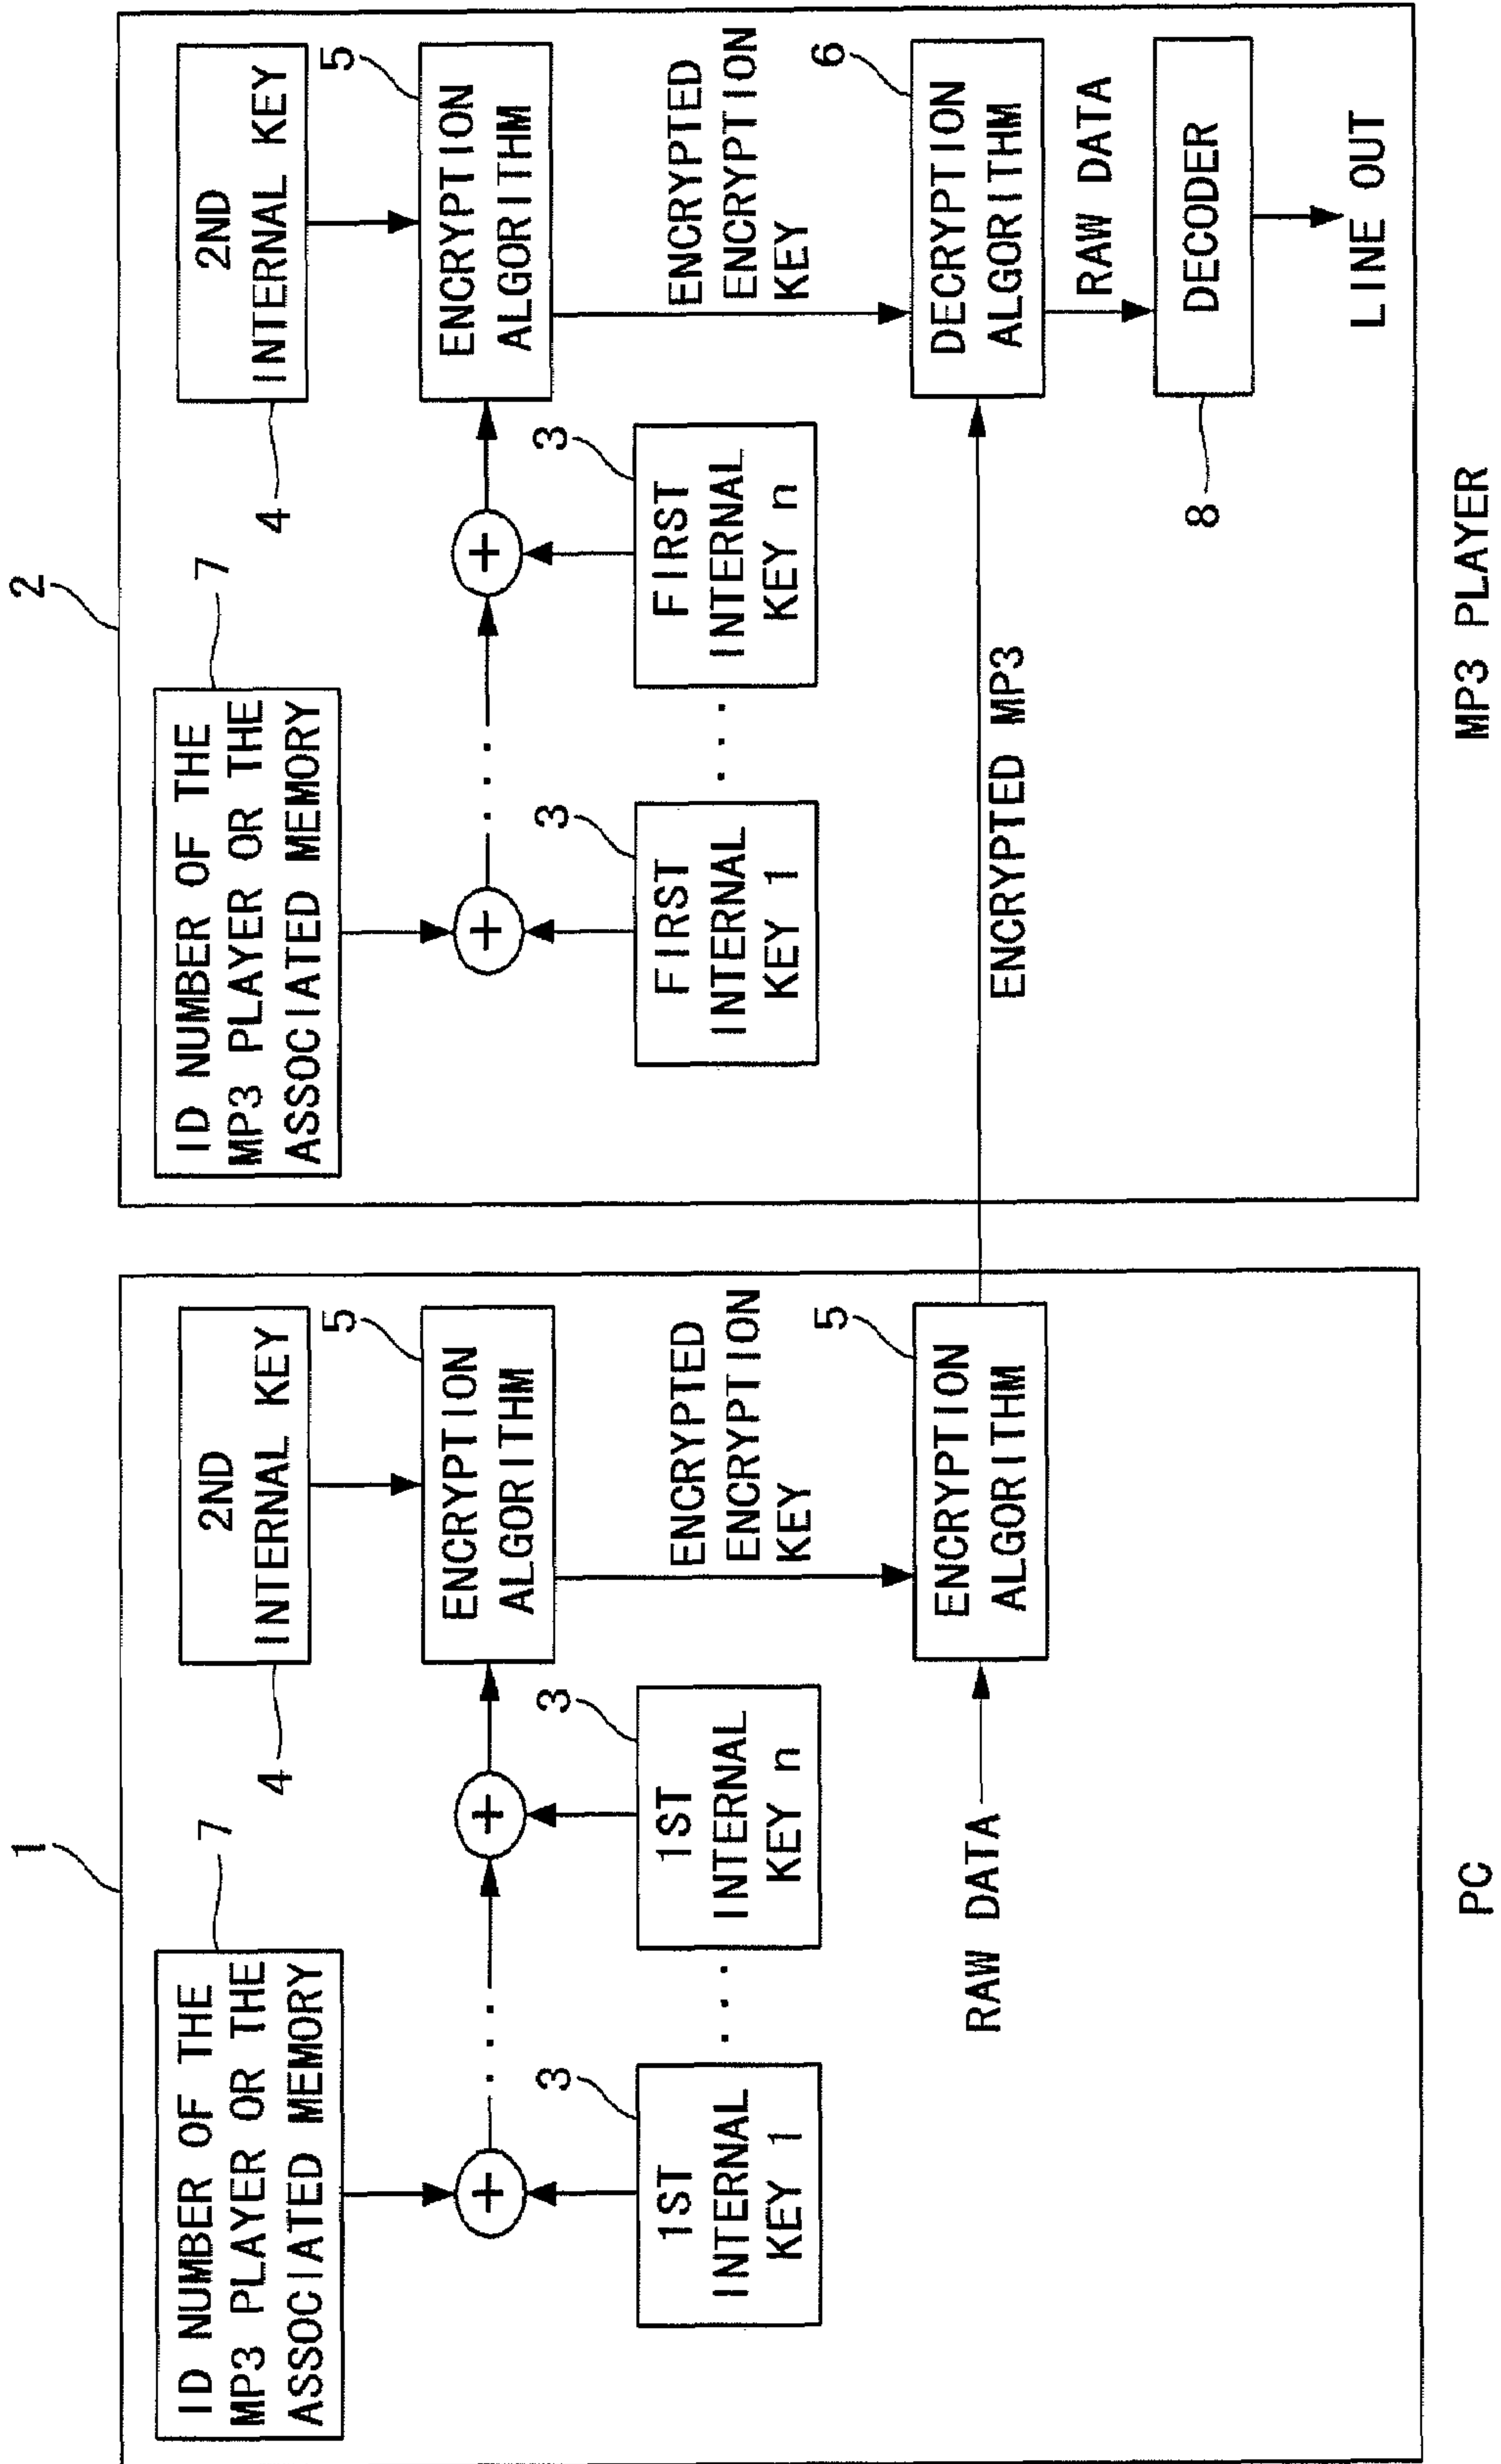 1
7
ID NUMBER OF THE
MP3 PLAYER OR THE
ASSOCIATED MEMORY
2ND
INTERNAL KEY
4
5
ENCRYPTION
ALGORITHM
3
1ST
INTERNAL
KEY 1
. . .
3
1ST
INTERNAL
KEY n
ENCRYPTED
ENCRYPTION
KEY
5
ENCRYPTION
ALGORITHM
RAW DATA
PC
2
7
ID NUMBER OF THE
MP3 PLAYER OR THE
ASSOCIATED MEMORY
2ND
INTERNAL KEY
4
5
ENCRYPTION
ALGORITHM
3
FIRST
INTERNAL
KEY 1
. . .
3
FIRST
INTERNAL
KEY n
ENCRYPTED
ENCRYPTION
KEY
ENCRYPTED MP3
6
DECRYPTION
ALGORITHM
RAW DATA
DECODER
8
LINE OUT
MP3 PLAYER